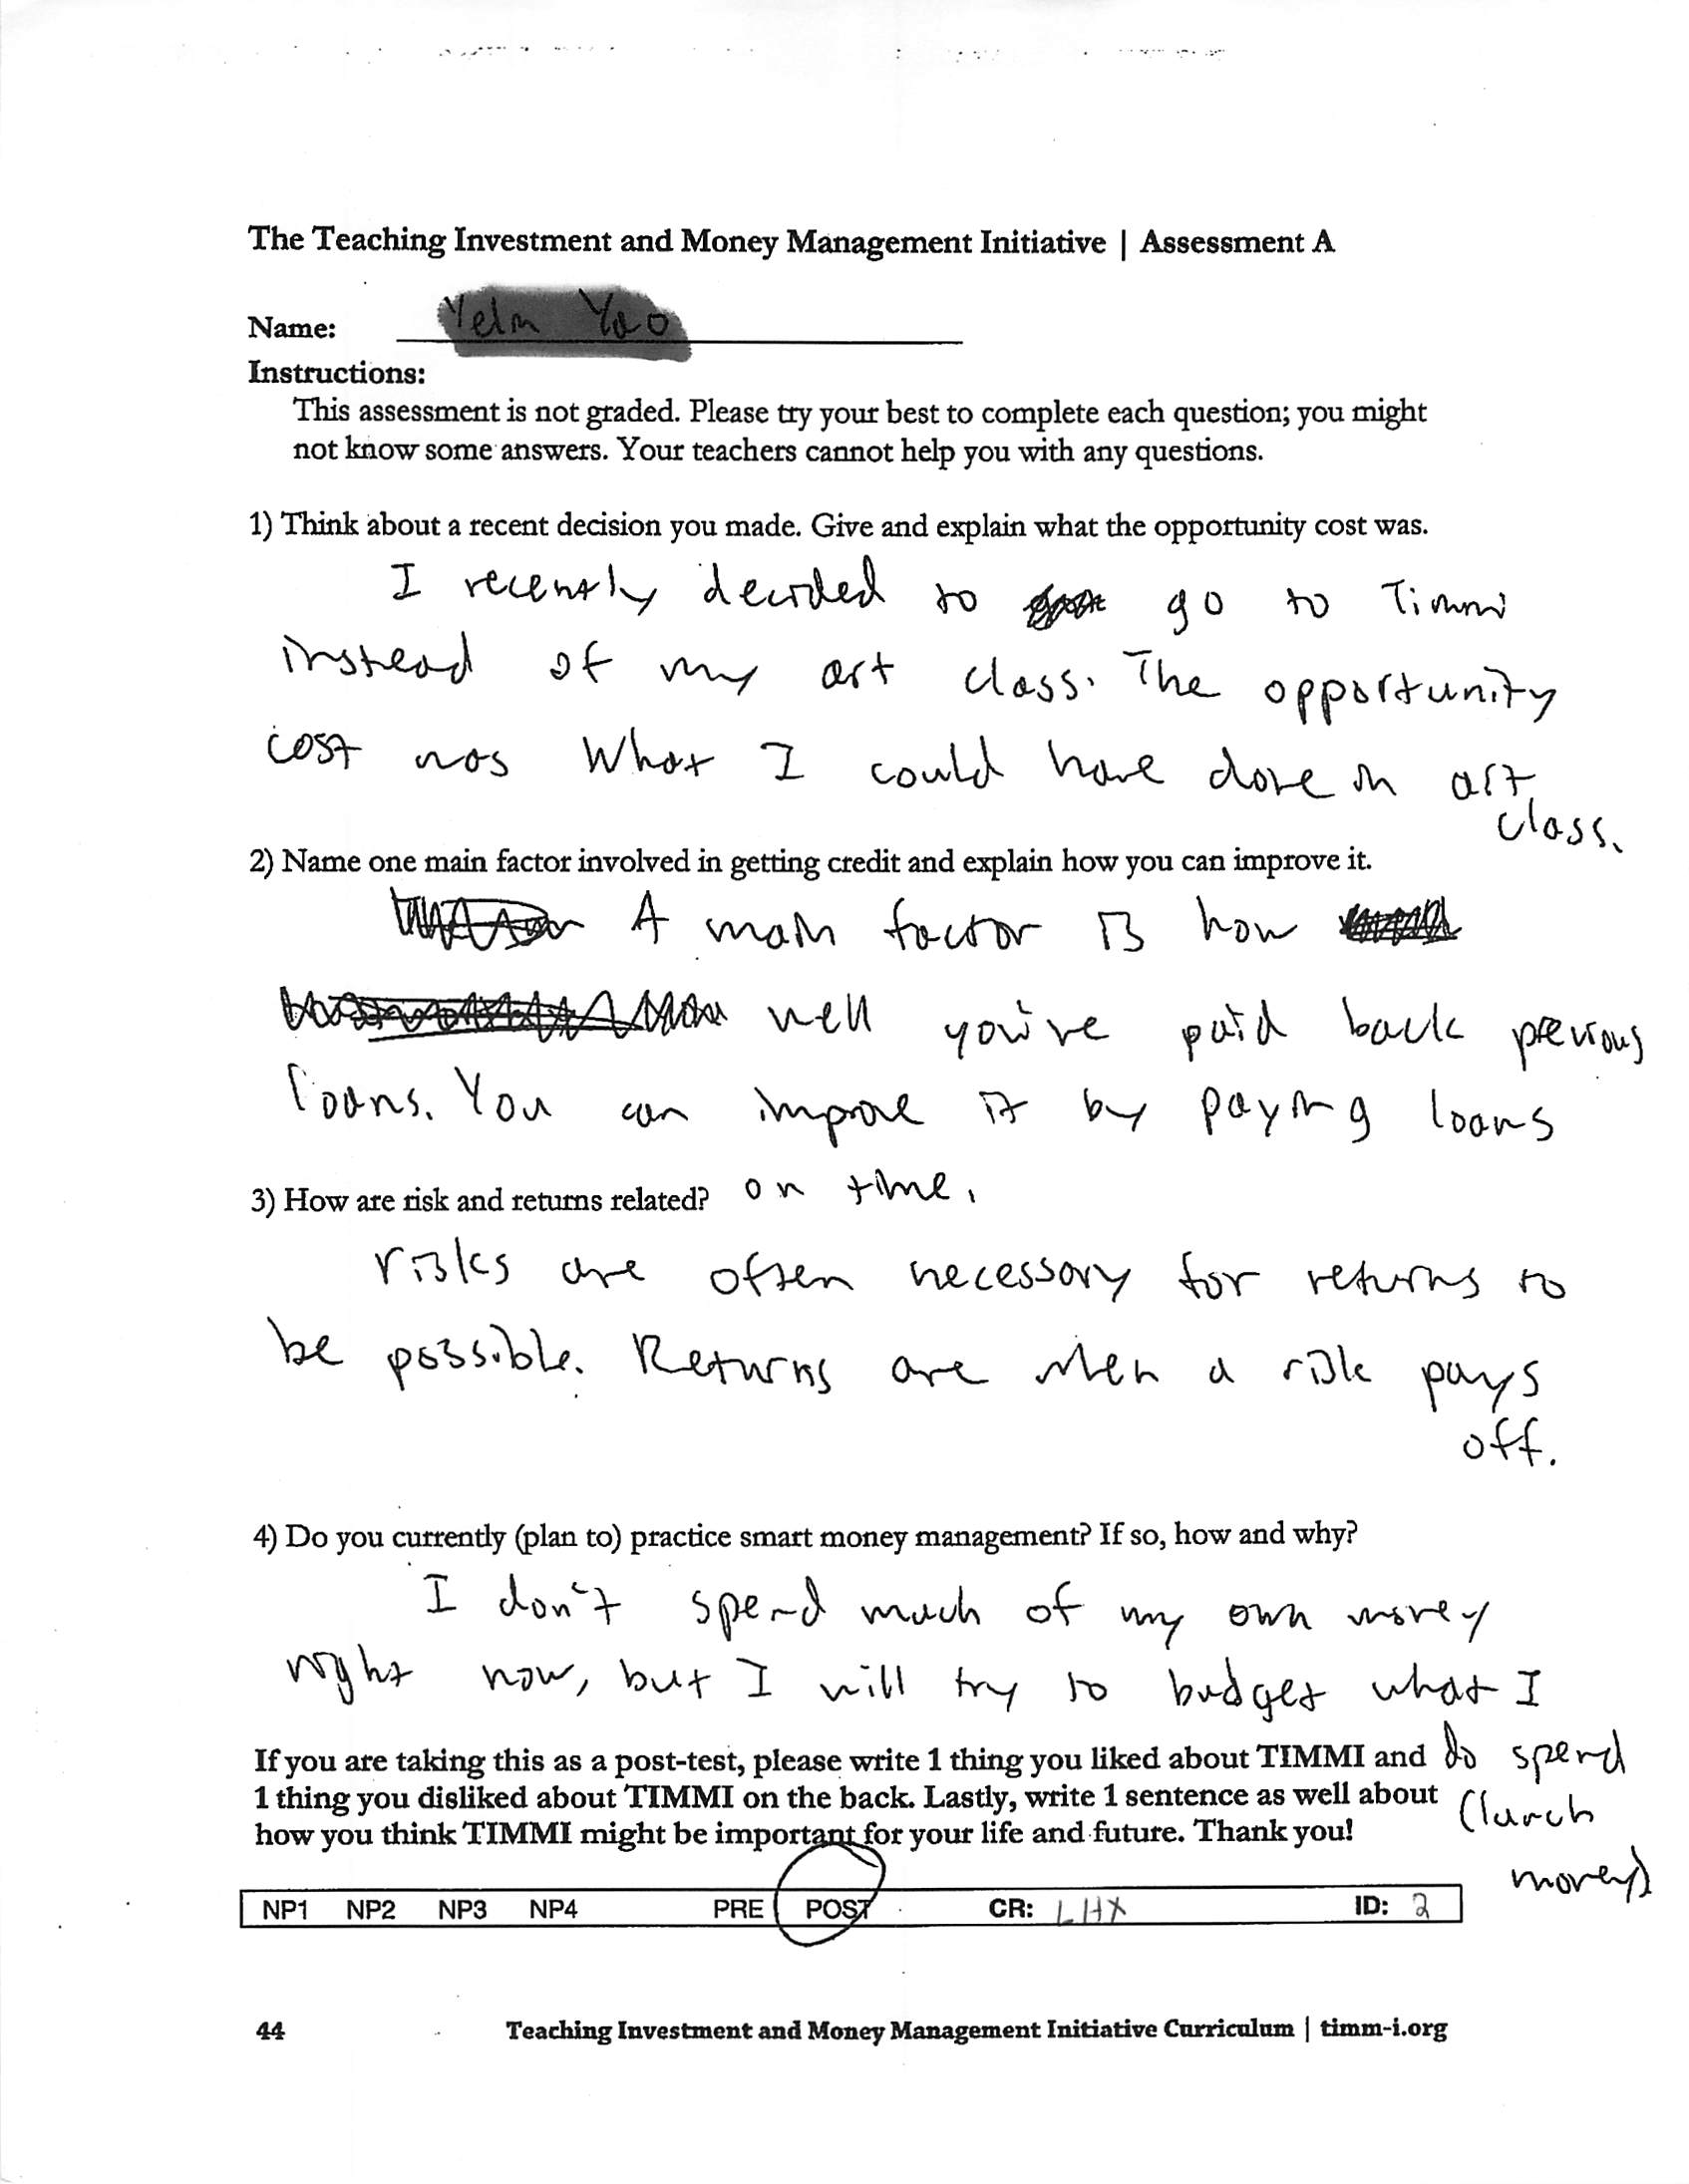 The Teaching Investment and Money Management Initiative | Assessment A
Name:
Instructions:
This assessment is not graded. Please try your best to complete each question; you might
not know some answers. Your teachers cannot help you with any questions.
1) Think about a recent decision you made. Give and explain what the opportunity cost was.
I recently decided to go to Timmi
instead of my art class. The opportunity
cost was what I could have done in art
class.
2) Name one main factor involved in getting credit and explain how you can improve it.
A main factor is how
well you've paid back previous
loans. You can improve it by paying loans
on time.
3) How are risk and returns related?
risks are often necessary for returns to
be possible. Returns are when a risk pays
off.
4) Do you currently (plan to) practice smart money management? If so, how and why?
I don't spend much of my own money
right now, but I will try to budget what I
do spend
(lunch
money)
If you are taking this as a post-test, please write 1 thing you liked about TIMMI and
1 thing you disliked about TIMMI on the back. Lastly, write 1 sentence as well about
how you think TIMMI might be important for your life and future. Thank you!
NP1 NP2 NP3 NP4 PRE POST CR: LHX ID: 2
44 Teaching Investment and Money Management Initiative Curriculum | timm-i.org